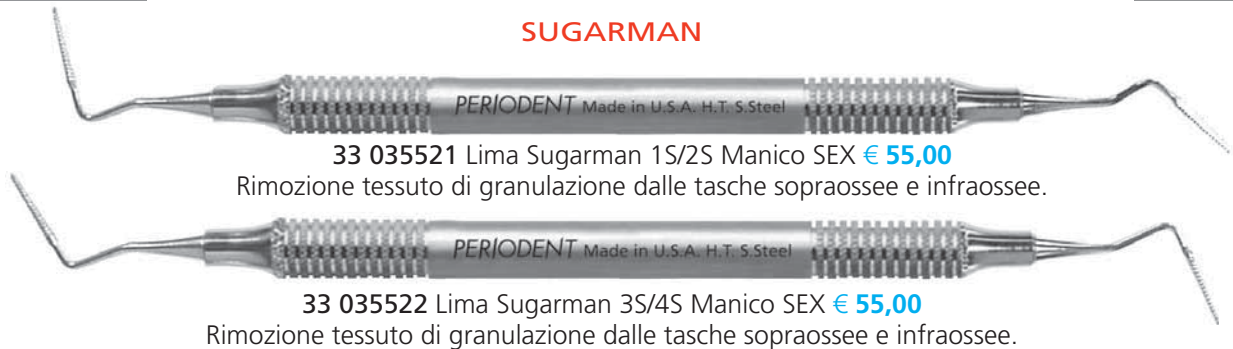 SUGARMAN
PERIODENT Made in U.S.A. H.T. S.Steel
33 035521 Lima Sugarman 1S/2S Manico SEX € 55,00
Rimozione tessuto di granulazione dalle tasche sopraossee e infraossee.
PERIODENT Made in U.S.A. H.T. S.Steel
33 035522 Lima Sugarman 3S/4S Manico SEX € 55,00
Rimozione tessuto di granulazione dalle tasche sopraossee e infraossee.